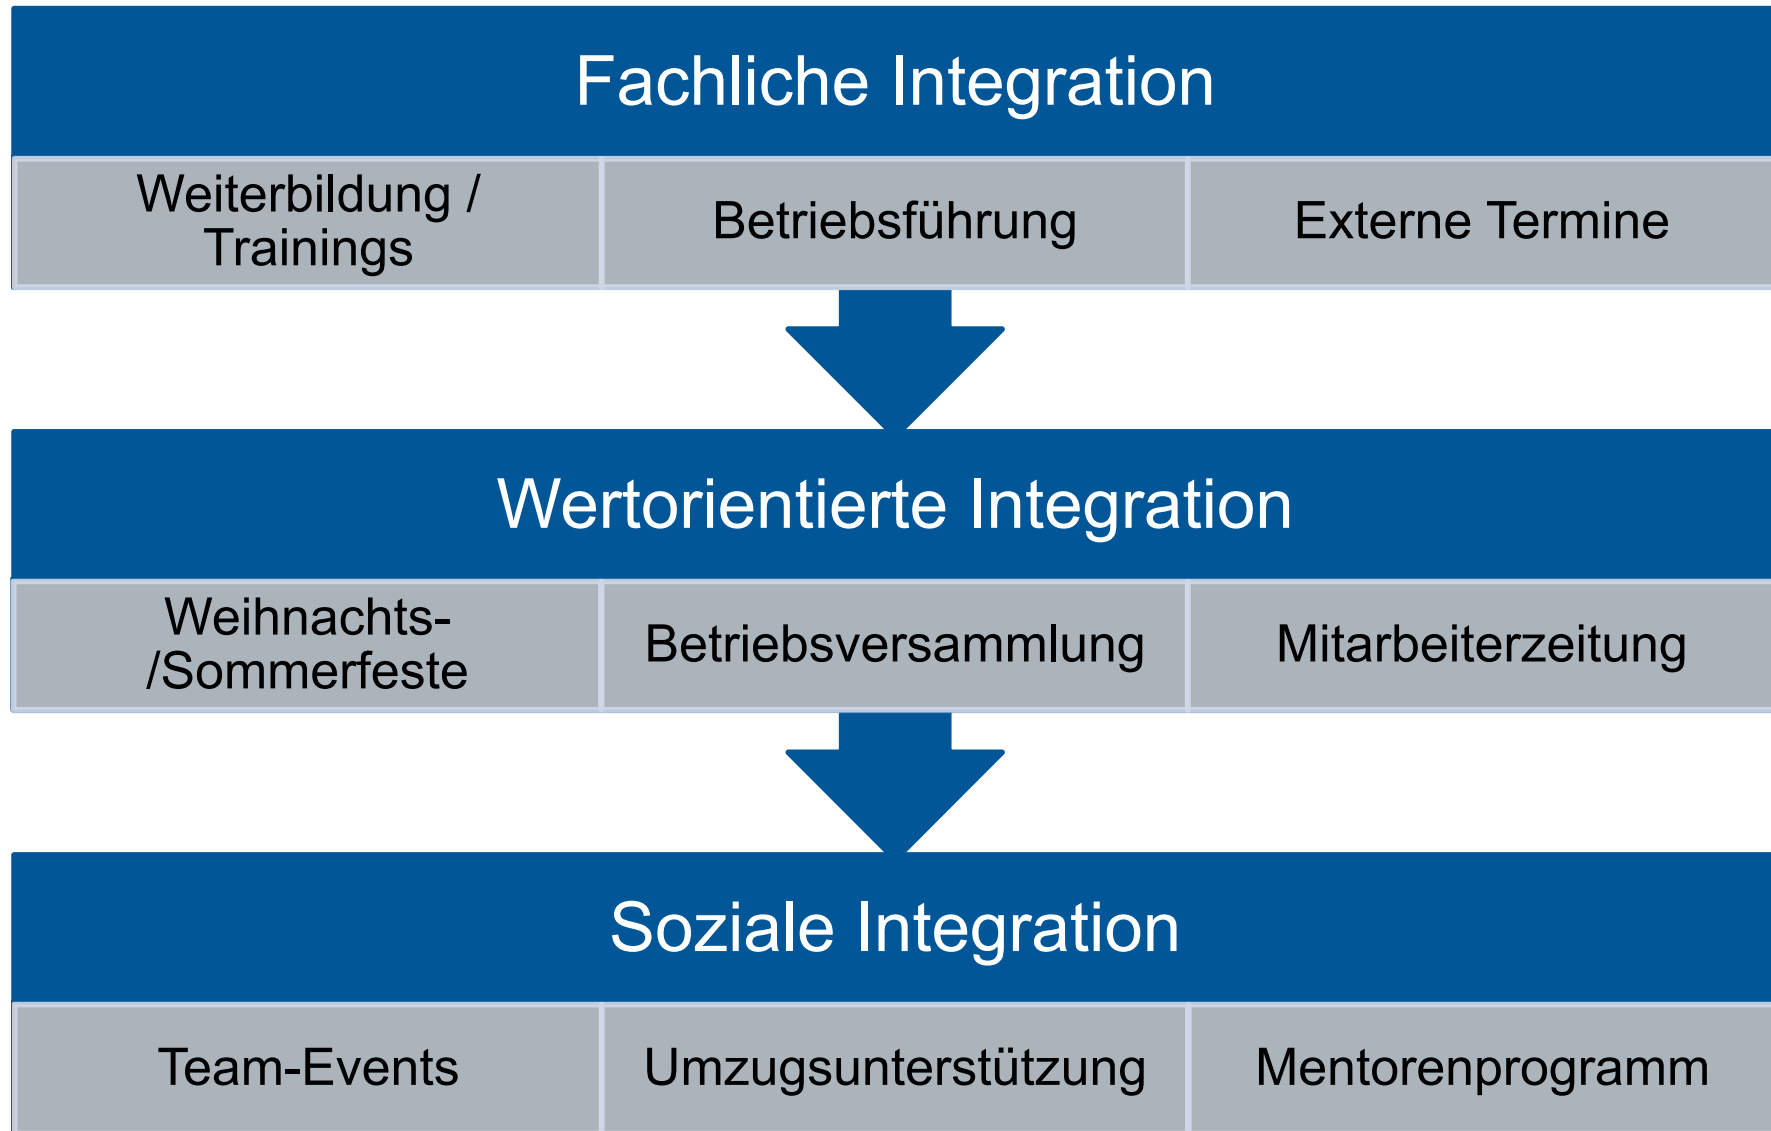 Fachliche Integration
Weiterbildung /
Trainings
Betriebsführung
Externe Termine
Wertorientierte Integration
Weihnachts-
/Sommerfeste
Betriebsversammlung
Mitarbeiterzeitung
Soziale Integration
Team-Events
Umzugsunterstützung
Mentorenprogramm